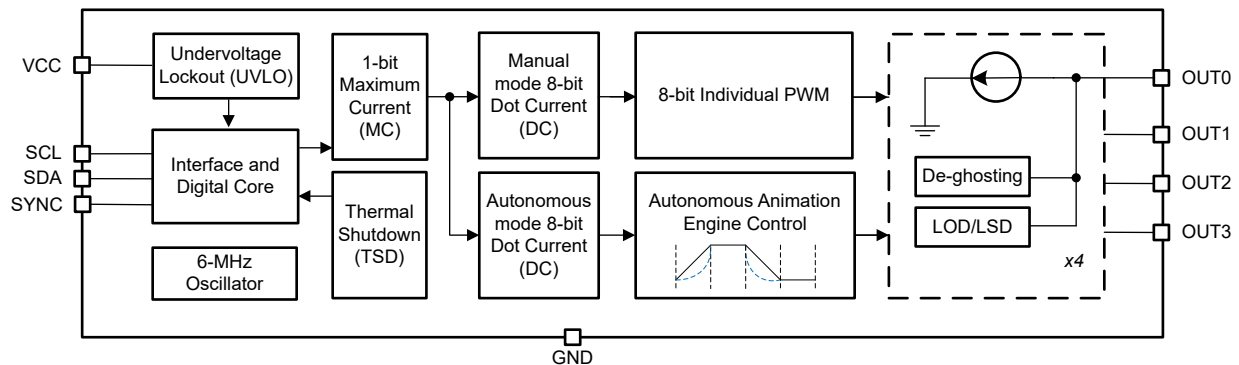 VCC
SCL
SDA
SYNC
Undervoltage
Lockout (UVLO)
Interface and
Digital Core
6-MHz
Oscillator
1-bit
Maximum
Current
(MC)
Thermal
Shutdown
(TSD)
Manual
mode 8-bit
Dot Current
(DC)
Autonomous
mode 8-bit
Dot Current
(DC)
8-bit Individual PWM
Autonomous Animation
Engine Control
De-ghosting
LOD/LSD
x4
OUT0
OUT1
OUT2
OUT3
GND